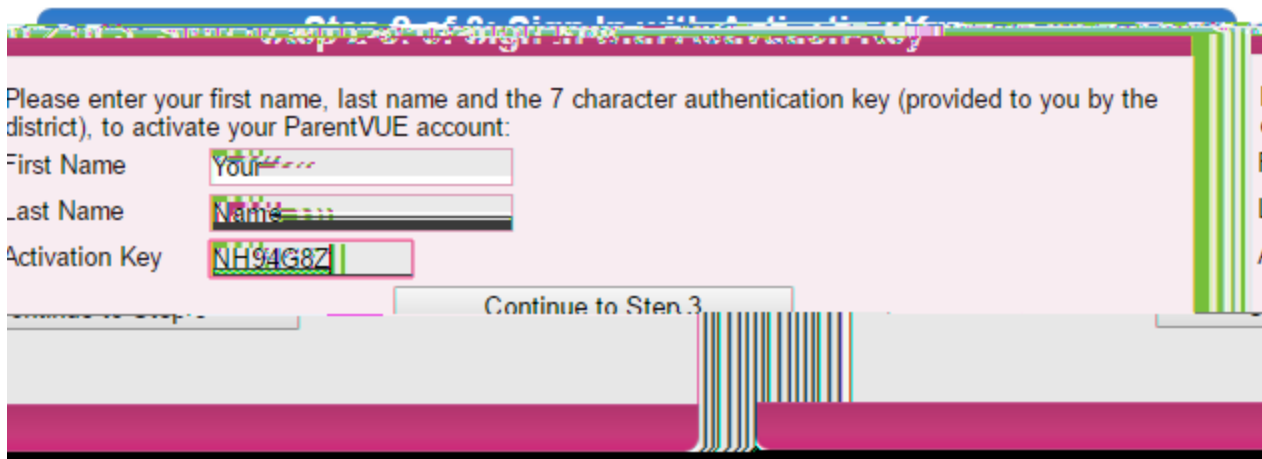 Please enter your first name, last name and the 7 character authentication key (provided to you by the
district), to activate your ParentVUE account:
First Name
Your
Last Name
Name
Activation Key
NH94G8Z
Continue to Step 3